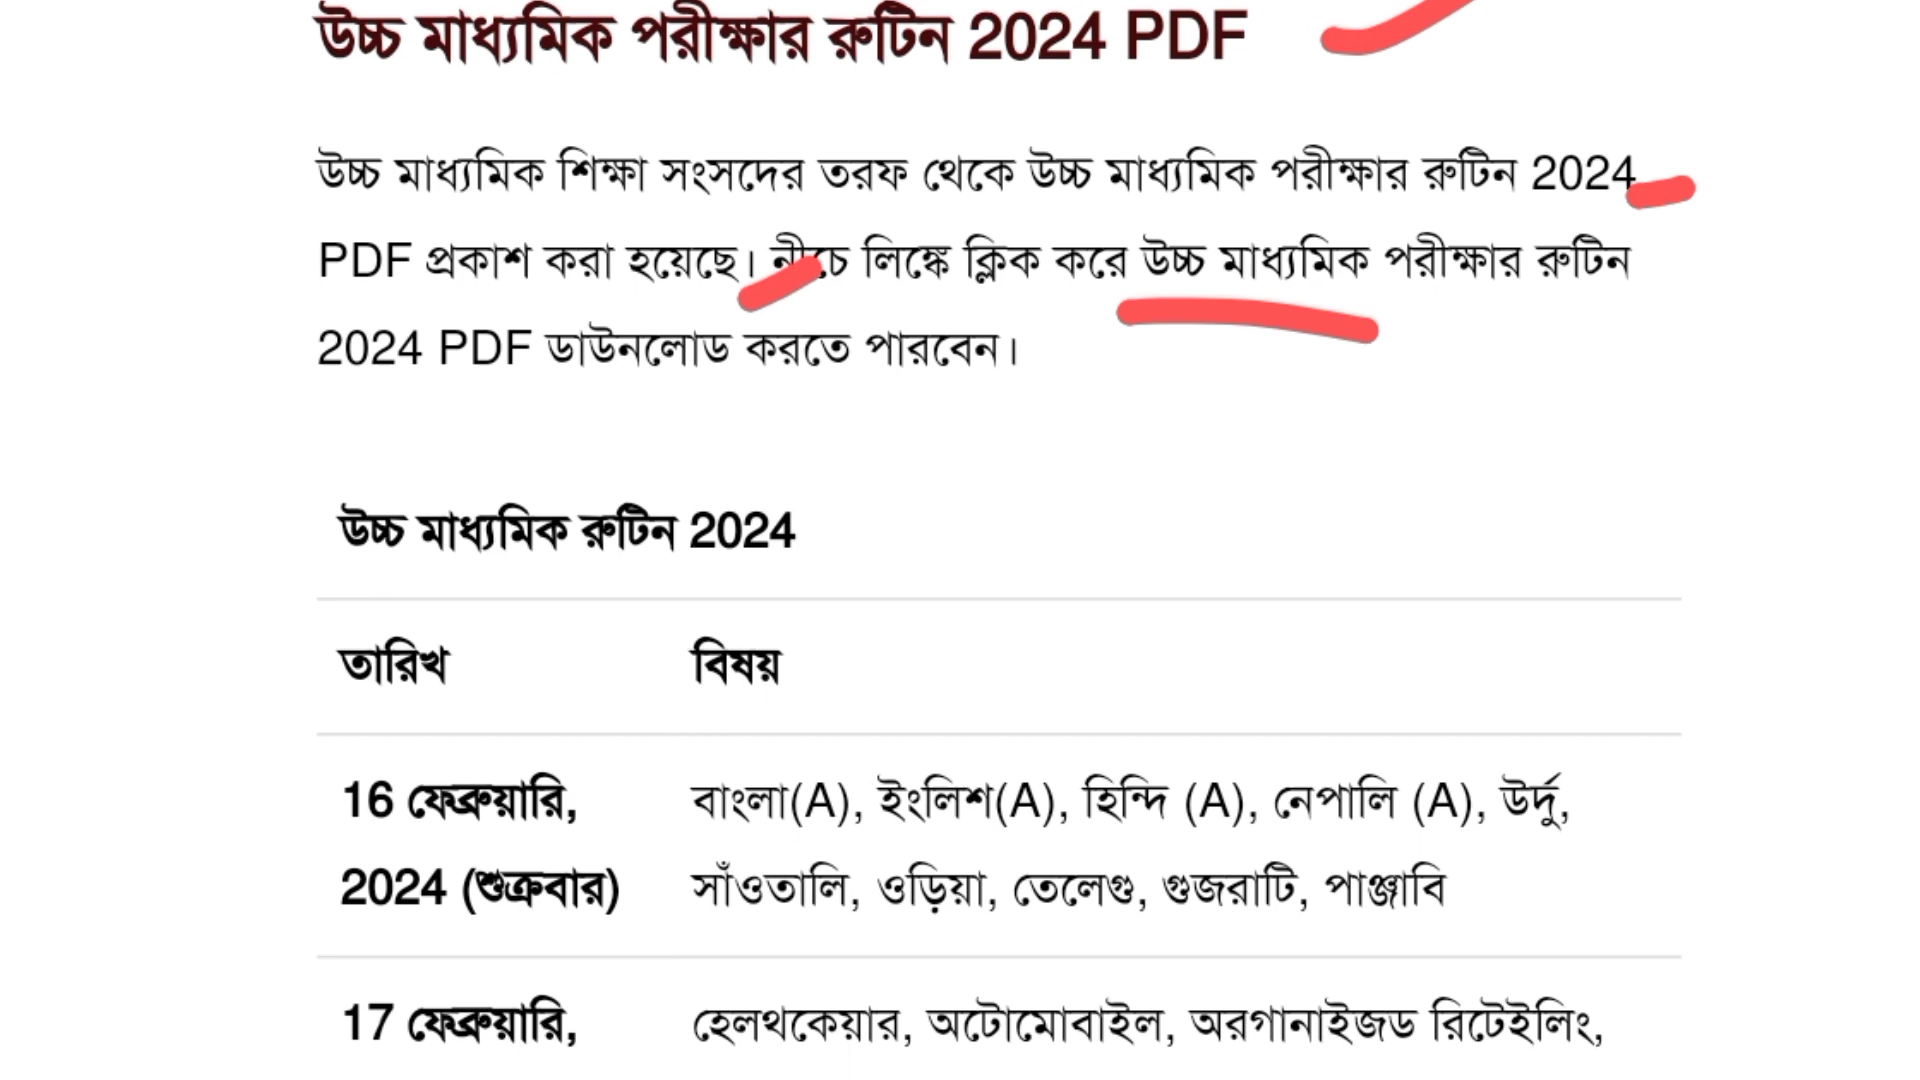 উচ্চ মাধ্যমিক পরীক্ষার রুটিন 2024 PDF
উচ্চ মাধ্যমিক শিক্ষা সংসদের তরফ থেকে উচ্চ মাধ্যমিক পরীক্ষার রুটিন 2024
PDF প্রকাশ করা হয়েছে। নীচে লিঙ্কে ক্লিক করে উচ্চ মাধ্যমিক পরীক্ষার রুটিন
2024 PDF ডাউনলোড করতে পারবেন।
উচ্চ মাধ্যমিক রুটিন 2024
তারিখ বিষয়
16 ফেব্রুয়ারি, বাংলা(A), ইংলিশ(A), হিন্দি (A), নেপালি (A), উর্দু,
2024 (শুক্রবার) সাঁওতালি, ওড়িয়া, তেলেগু, গুজরাটি, পাঞ্জাবি
17 ফেব্রুয়ারি, হেলথকেয়ার, অটোমোবাইল, অরগানাইজড রিটেইলিং,